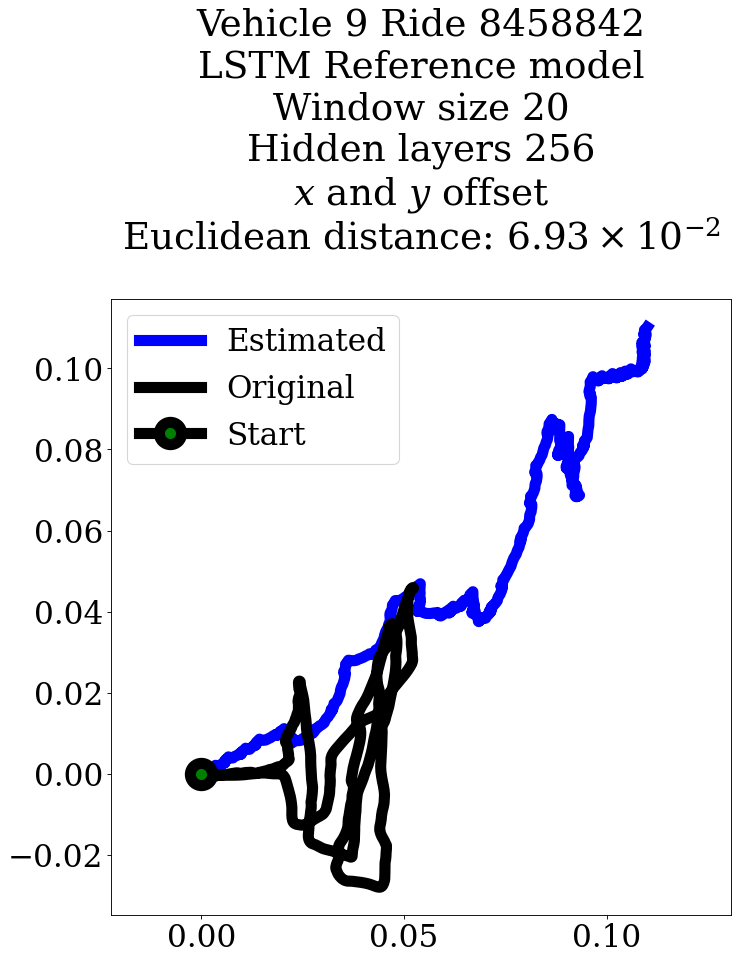 Vehicle 9 Ride 8458842
LSTM Reference model
Window size 20
Hidden layers 256
x and y offset
Euclidean distance: 6.93 × 10⁻²
Estimated
Original
Start
0.10
0.08
0.06
0.04
0.02
0.00
−0.02
0.00 0.05 0.10